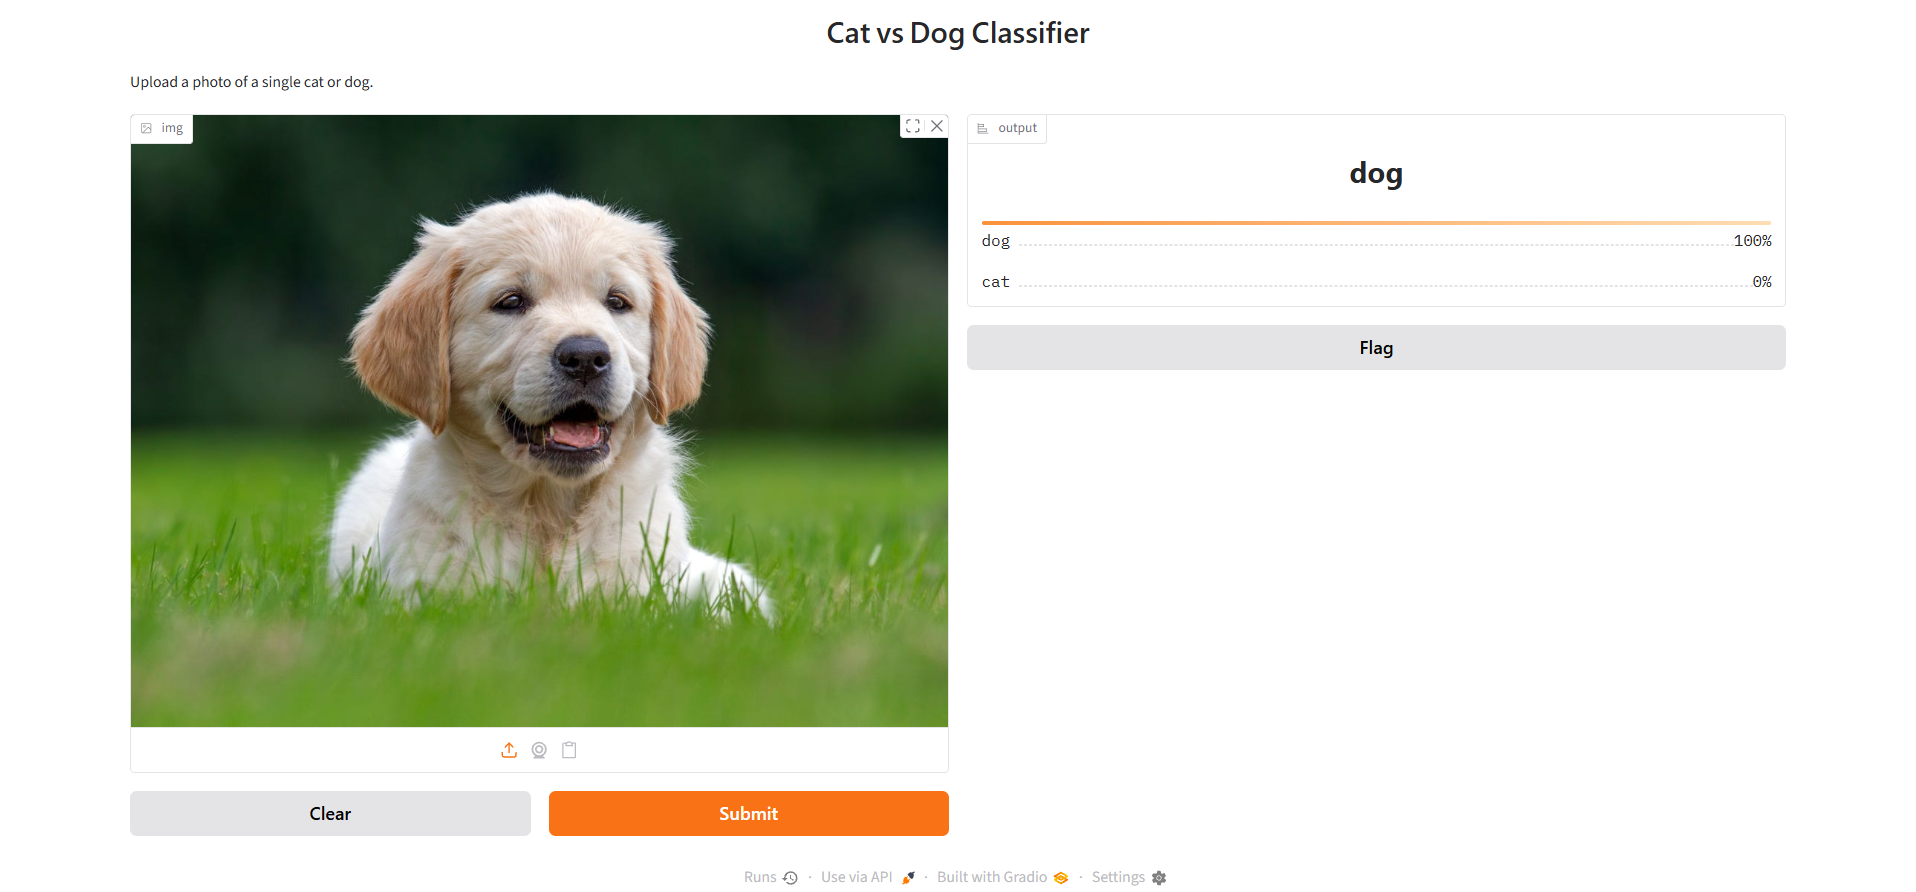 Cat vs Dog Classifier
Upload a photo of a single cat or dog.
img
output
dog
dog 100%
cat 0%
Flag
Clear
Submit
Runs · Use via API · Built with Gradio · Settings